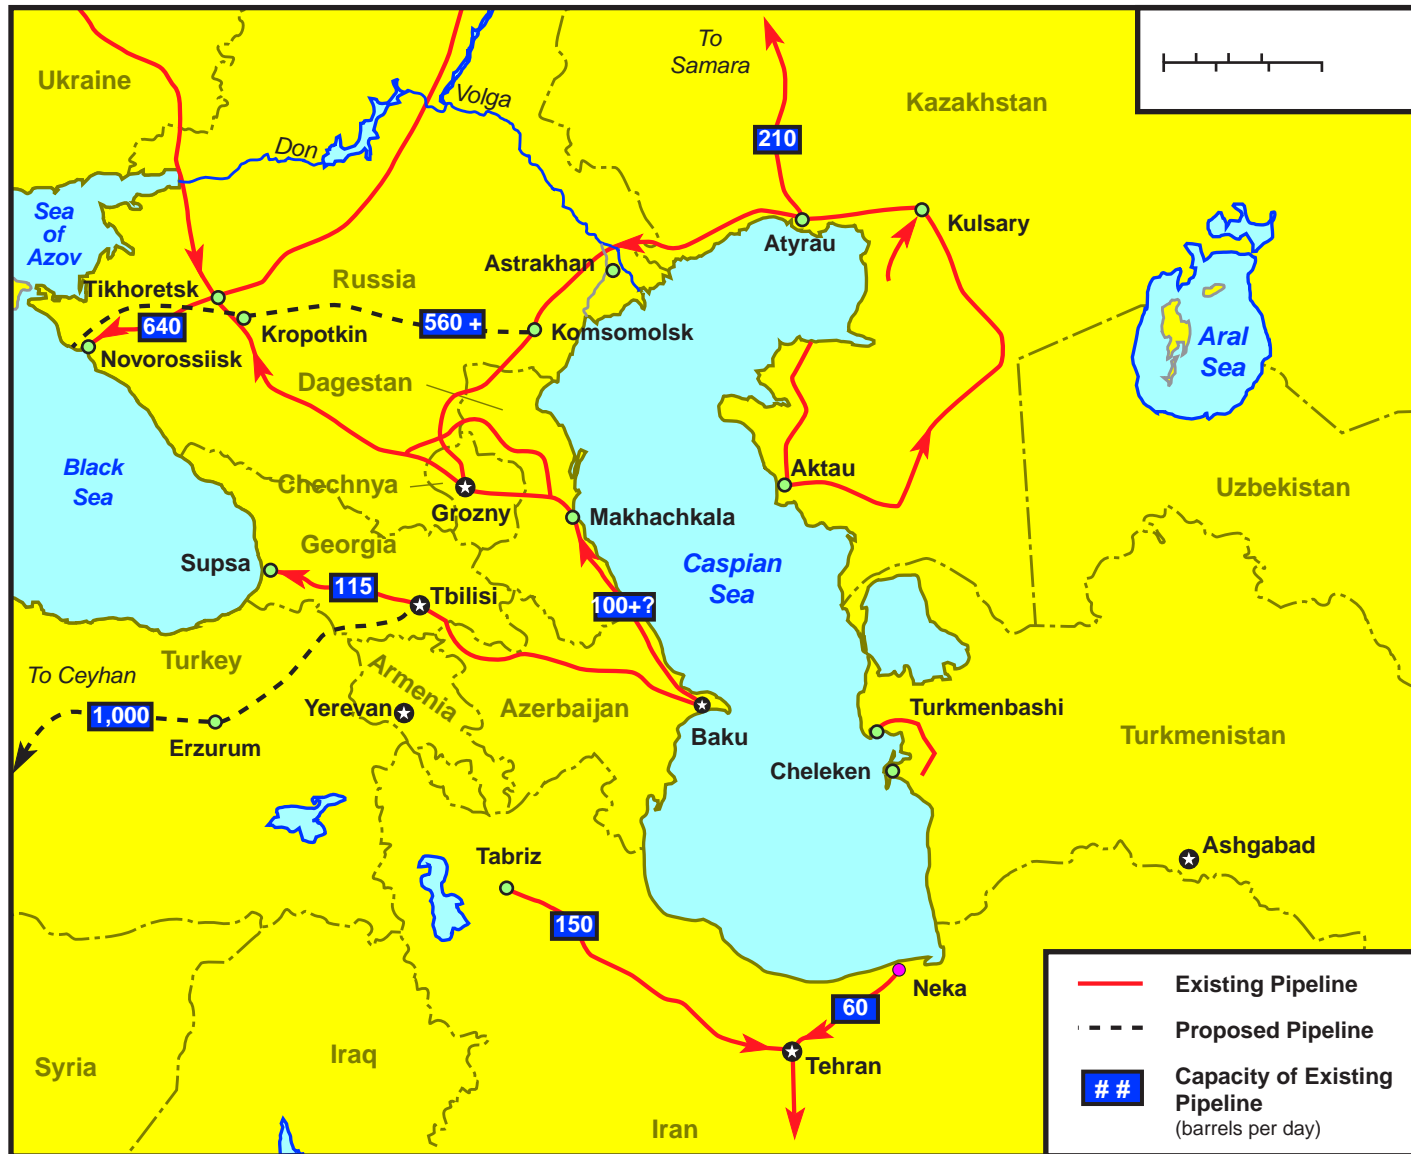 To
Samara
Ukraine
Volga
Kazakhstan
Don
210
Sea
of
Azov
Kulsary
Atyrau
Astrakhan
Russia
Tikhoretsk
640
Kropotkin
560 +
Komsomolsk
Novorossiisk
Aral
Sea
Dagestan
Black
Sea
Aktau
Chechnya
Grozny
Uzbekistan
Makhachkala
Georgia
Supsa
Caspian
Sea
115
Tbilisi
100+?
Turkey
To Ceyhan
Armenia
1,000
Yerevan
Azerbaijan
Turkmenbashi
Erzurum
Baku
Turkmenistan
Cheleken
Ashgabad
Tabriz
150
Neka
60
Tehran
Syria
Iraq
Iran
Existing Pipeline
Proposed Pipeline
# #
Capacity of Existing
Pipeline
(barrels per day)